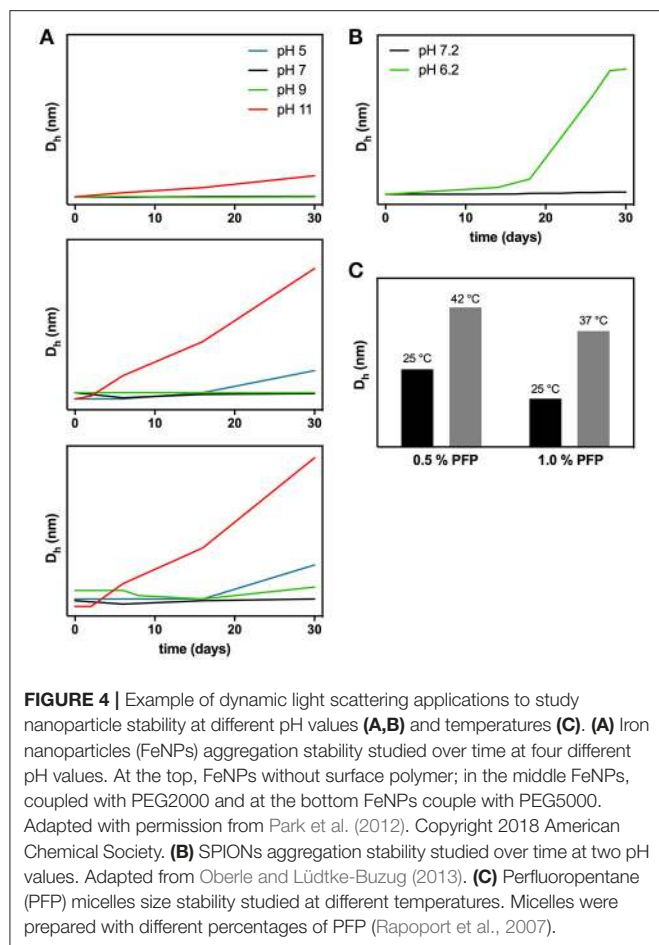 A
pH 5
pH 7
pH 9
pH 11
Dh (nm)
0 10 20 30
Dh (nm)
0 10 20 30
Dh (nm)
0 10 20 30
time (days)
B
pH 7.2
pH 6.2
Dh (nm)
0 10 20 30
time (days)
C
Dh (nm)
25 °C
42 °C
25 °C
37 °C
0.5 % PFP 1.0 % PFP
FIGURE 4 | Example of dynamic light scattering applications to study
nanoparticle stability at different pH values (A,B) and temperatures (C). (A) Iron
nanoparticles (FeNPs) aggregation stability studied over time at four different
pH values. At the top, FeNPs without surface polymer; in the middle FeNPs,
coupled with PEG2000 and at the bottom FeNPs couple with PEG5000.
Adapted with permission from Park et al. (2012). Copyright 2018 American
Chemical Society. (B) SPIONs aggregation stability studied over time at two pH
values. Adapted from Oberle and Lüdtke-Buzug (2013). (C) Perfluoropentane
(PFP) micelles size stability studied at different temperatures. Micelles were
prepared with different percentages of PFP (Rapoport et al., 2007).